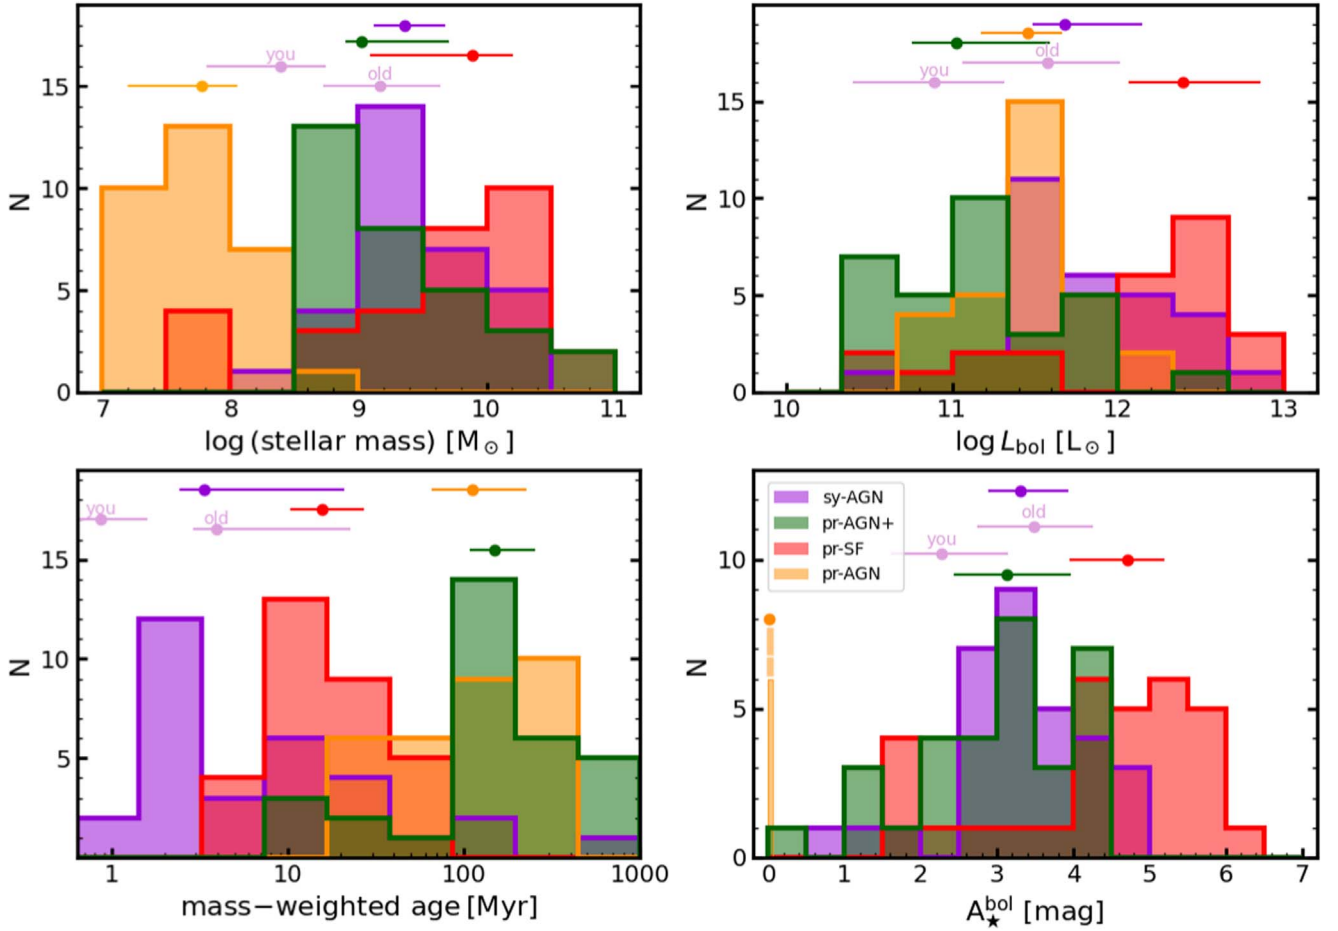 you
old
15
10
5
0
N
7
8
9
10
11
log (stellar mass) [M⊙]
old
you
15
10
5
0
N
10
11
12
13
log Lbol [L⊙]
you
old
15
10
5
N
1
10
100
1000
mass−weighted age [Myr]
sy-AGN
pr-AGN+
pr-SF
pr-AGN
old
you
10
5
0
N
0
1
2
3
4
5
6
7
A★bol [mag]